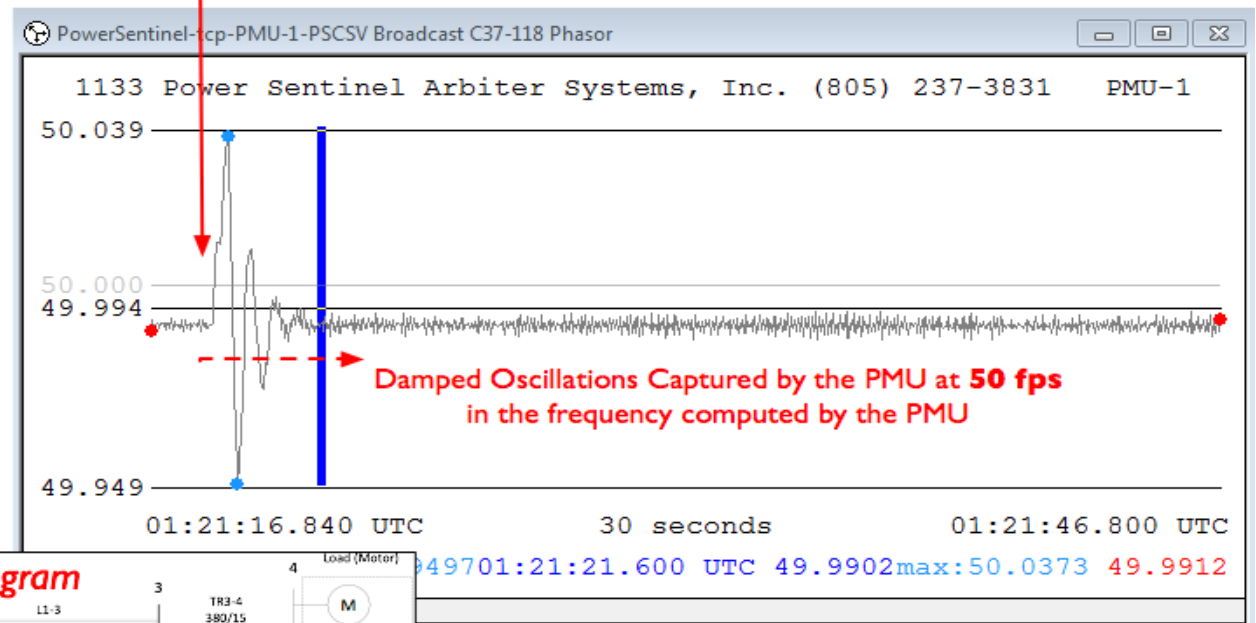 PowerSentinel-tcp-PMU-1-PSCSV Broadcast C37-118 Phasor
1133 Power Sentinel Arbiter Systems, Inc. (805) 237-3831 PMU-1
50.039
50.000
49.994
Damped Oscillations Captured by the PMU at 50 fps
in the frequency computed by the PMU
49.949
01:21:16.840 UTC 30 seconds 01:21:46.800 UTC
49701:21:21.600 UTC 49.9902max:50.0373 49.9912
gram
L1-3
3
TR3-4
380/15
4
Load (Motor)
M